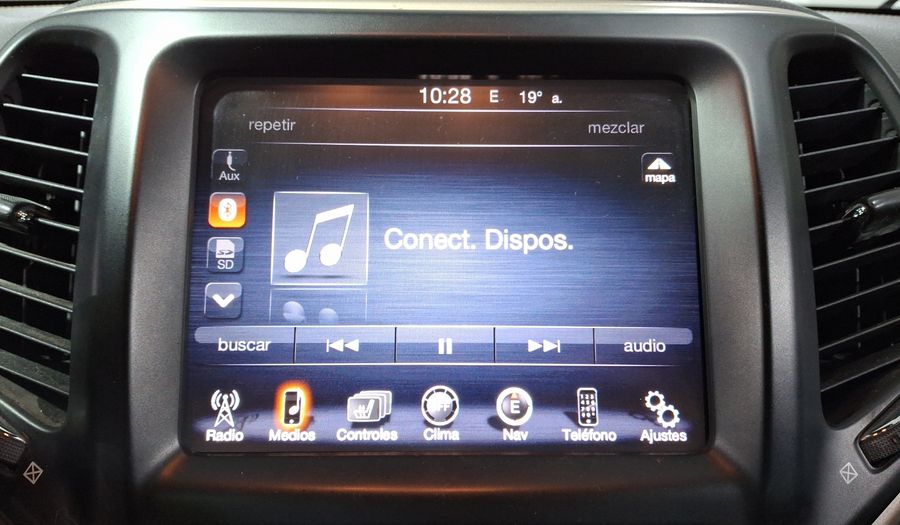 10:28 E 19° a.
repetir mezclar
Aux
mapa
Conect. Dispos.
SD
buscar audio
OFF E
Radio Medios Controles Clima Nav Teléfono Ajustes